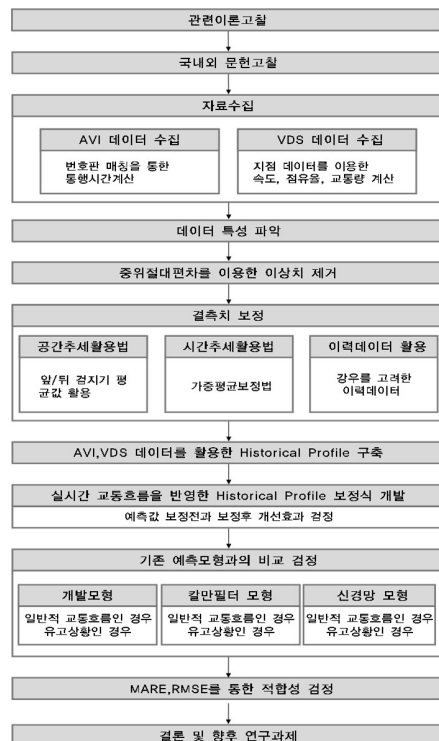 관련이론고찰
국내외 문헌고찰
자료수집
AVI 데이터 수집
번호판 매칭을 통한
통행시간계산
VDS 데이터 수집
지점 데이터를 이용한
속도, 점유율, 교통량 계산
데이터 특성 파악
중위절대편차를 이용한 이상치 제거
결측치 보정
공간추세활용법
앞/뒤 검지기 평
균값 활용
시간추세활용법
가중평균보정법
이력데이터 활용
강우를 고려한
이력데이터
AVI,VDS 데이터를 활용한 Historical Profile 구축
실시간 교통흐름을 반영한 Historical Profile 보정식 개발
예측값 보정전과 보정후 개선효과 검정
기존 예측모형과의 비교 검정
개발모형
일반적 교통흐름인 경우
유고상황인 경우
칼만필터 모형
일반적 교통흐름인 경우
유고상황인 경우
신경망 모형
일반적 교통흐름인 경우
유고상황인 경우
MARE,RMSE를 통한 적합성 검정
결론 및 향후 연구과제